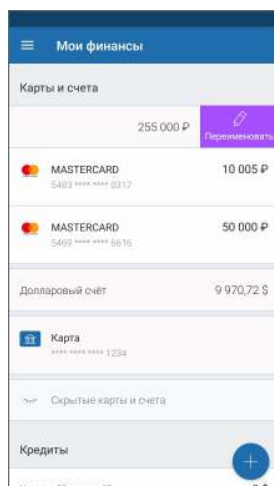 Мои финансы
Карты и счета
255 000 ₽
Переименовать
MASTERCARD 10 005 ₽
5483 **** **** 0317
MASTERCARD 50 000 ₽
5469 **** **** 6616
Долларовый счёт 9 970,72 $
Карта
**** **** **** 1234
Скрытые карты и счета
Кредиты